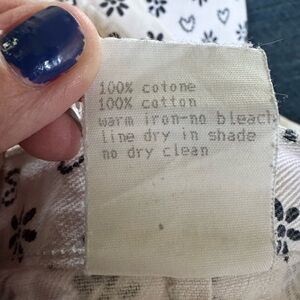 100% cotone
100% cotton
warm iron-no bleach
line dry in shade
no dry clean